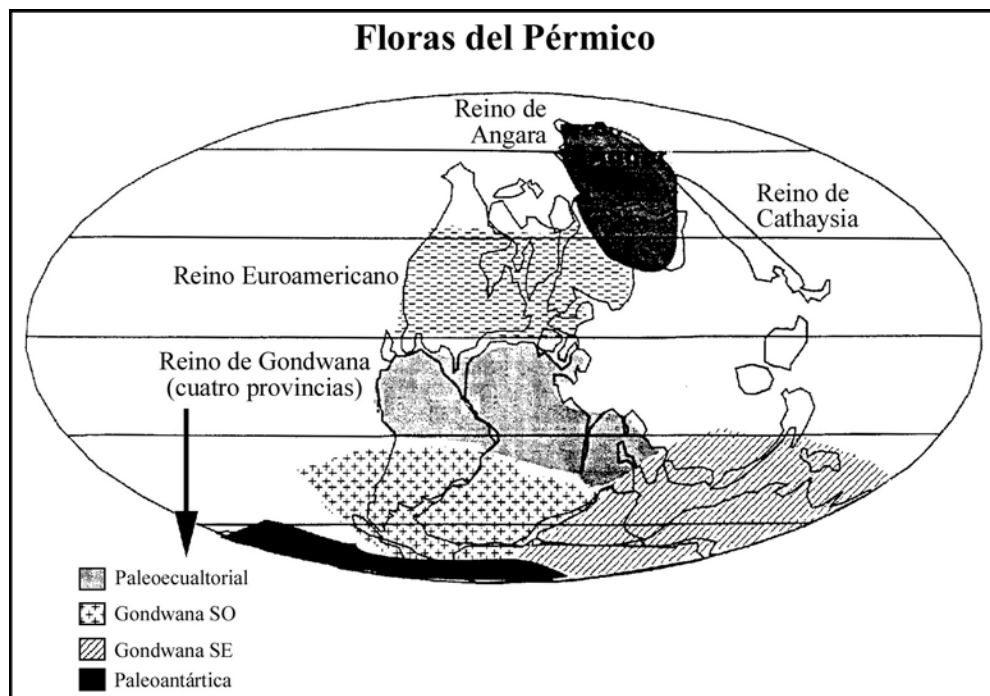 Floras del Pérmico
Reino de
Angara
Reino de
Cathaysia
Reino Euroamericano
Reino de Gondwana
(cuatro provincias)
Paleoecualtorial
Gondwana SO
Gondwana SE
Paleoantártica